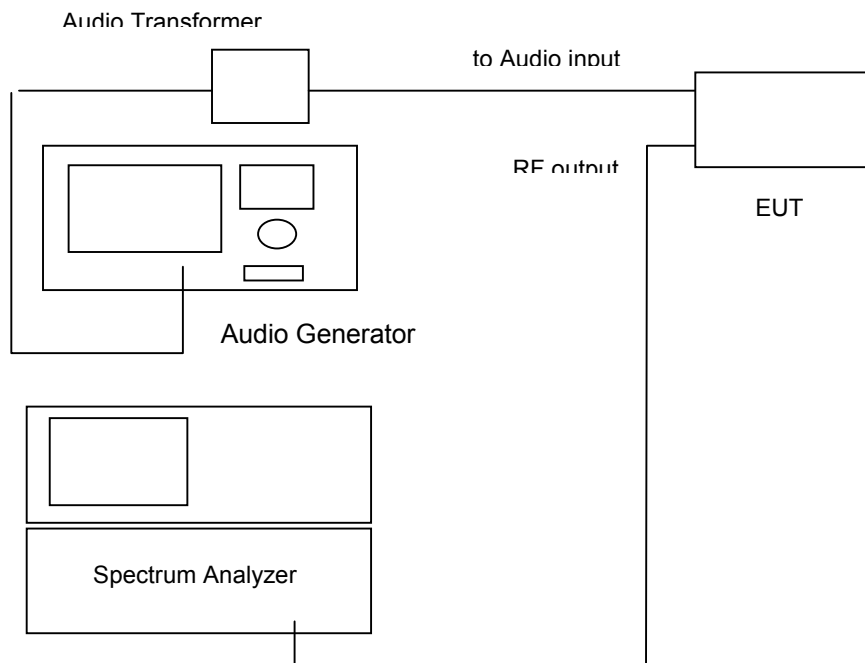 Audio Transformer
to Audio input
RF output
EUT
Audio Generator
Spectrum Analyzer